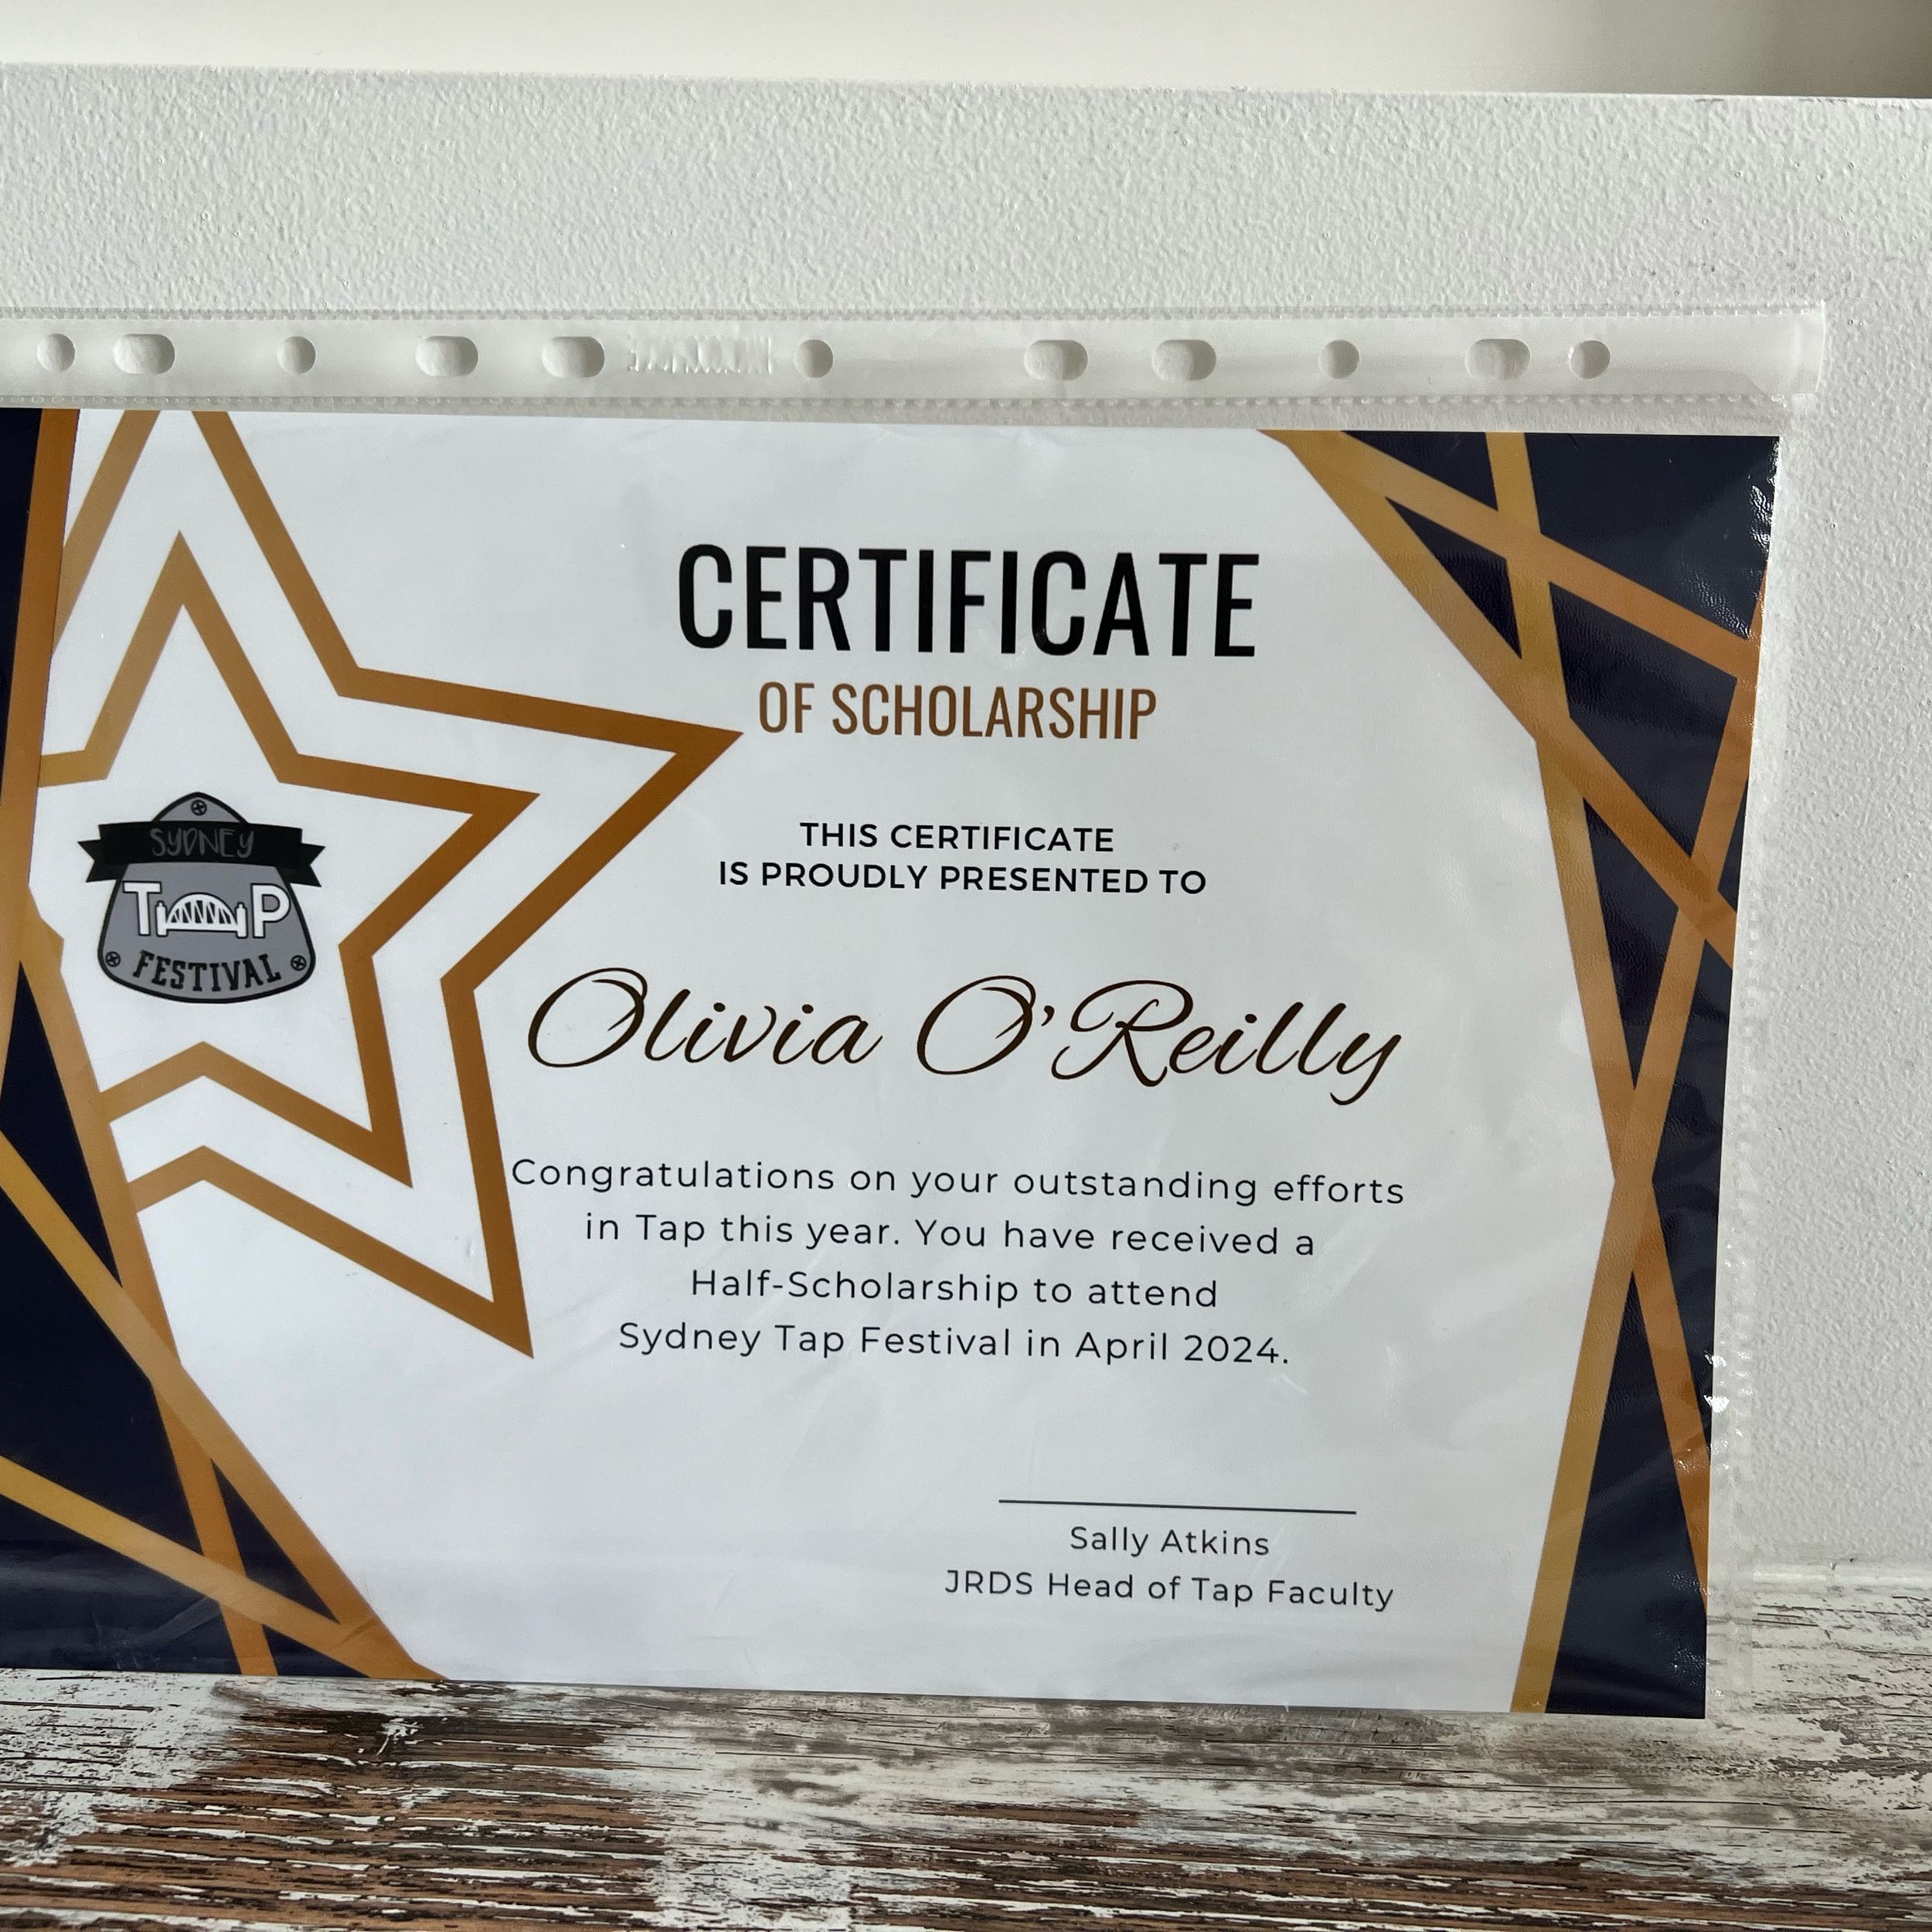 CERTIFICATE
OF SCHOLARSHIP
THIS CERTIFICATE
IS PROUDLY PRESENTED TO
SYDNEY
TAP
FESTIVAL
Olivia O'Reilly
Congratulations on your outstanding efforts
in Tap this year. You have received a
Half-Scholarship to attend
Sydney Tap Festival in April 2024.
Sally Atkins
JRDS Head of Tap Faculty